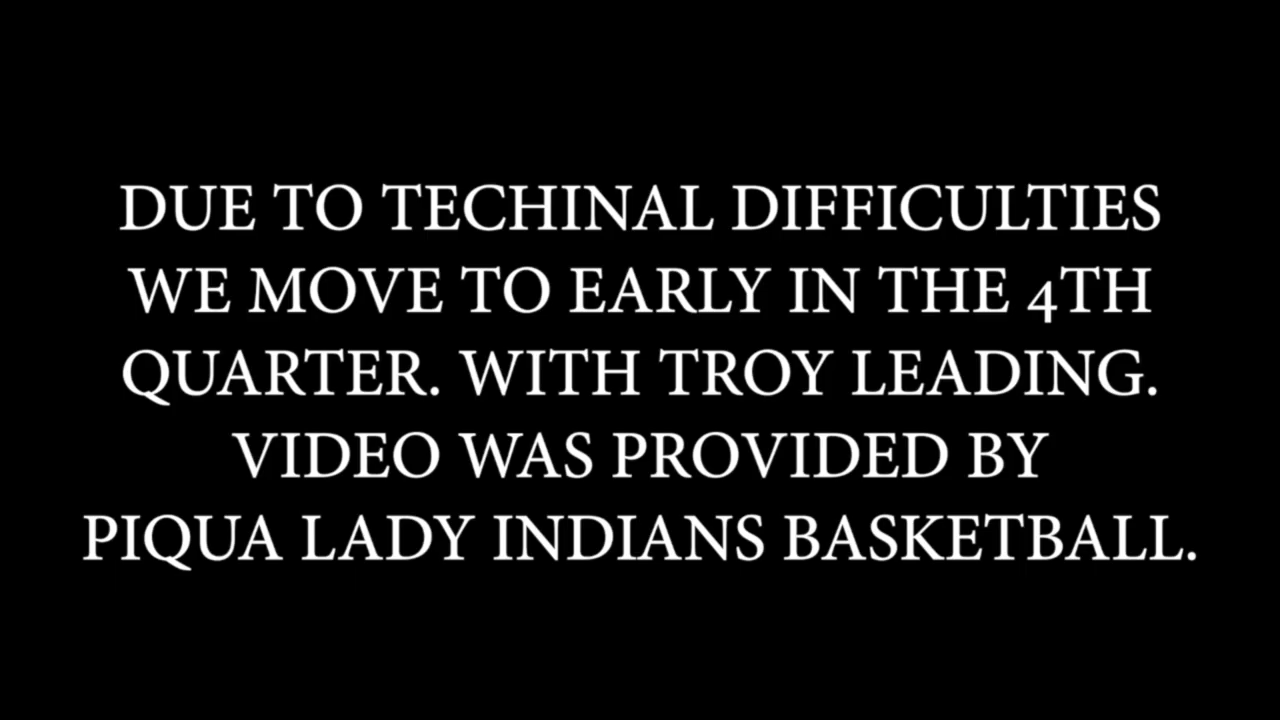 DUE TO TECHINAL DIFFICULTIES
WE MOVE TO EARLY IN THE 4TH
QUARTER. WITH TROY LEADING.
VIDEO WAS PROVIDED BY
PIQUA LADY INDIANS BASKETBALL.